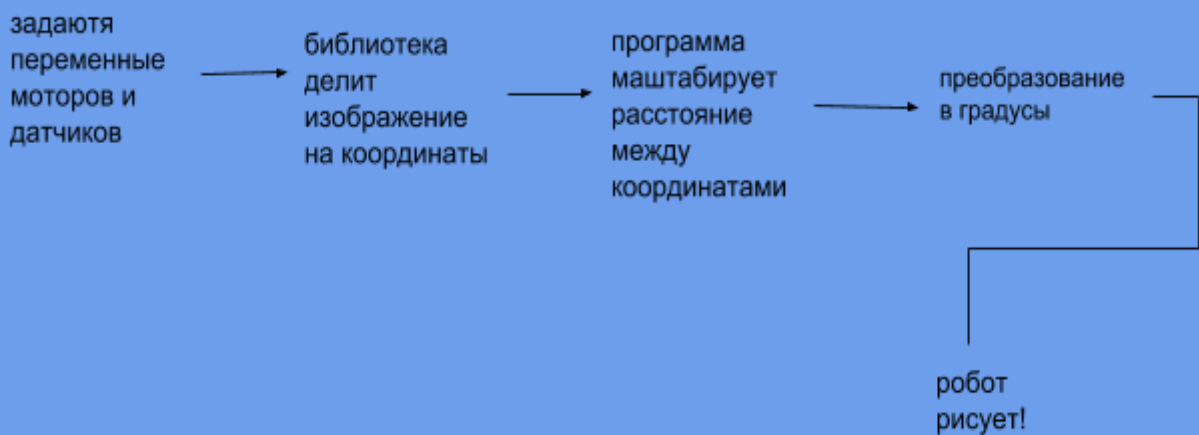 задаютя
переменные
моторов и
датчиков
библиотека
делит
изображение
на координаты
программа
маштабирует
расстояние
между
координатами
преобразование
в градусы
робот
рисует!